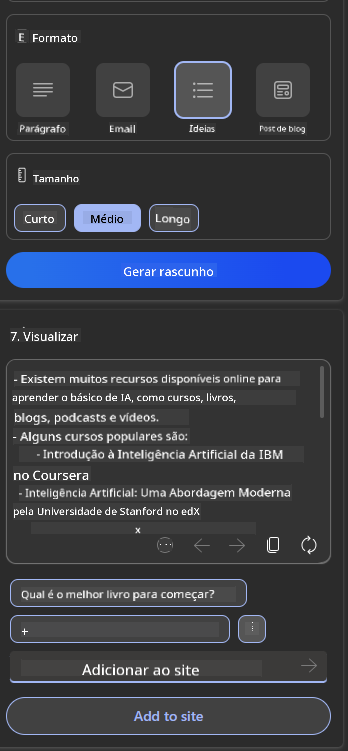 Formato
Parágrafo
Email
Ideias
Post de blog
Tamanho
Curto
Médio
Longo
Gerar rascunho
7. Visualizar
- Existem muitos recursos disponíveis online para
aprender o básico de IA, como cursos, livros,
blogs, podcasts e vídeos.
- Alguns cursos populares são:
- Introdução à Inteligência Artificial da IBM
no Coursera
- Inteligência Artificial: Uma Abordagem Moderna
pela Universidade de Stanford no edX
x
Qual é o melhor livro para começar?
+
Adicionar ao site
Add to site